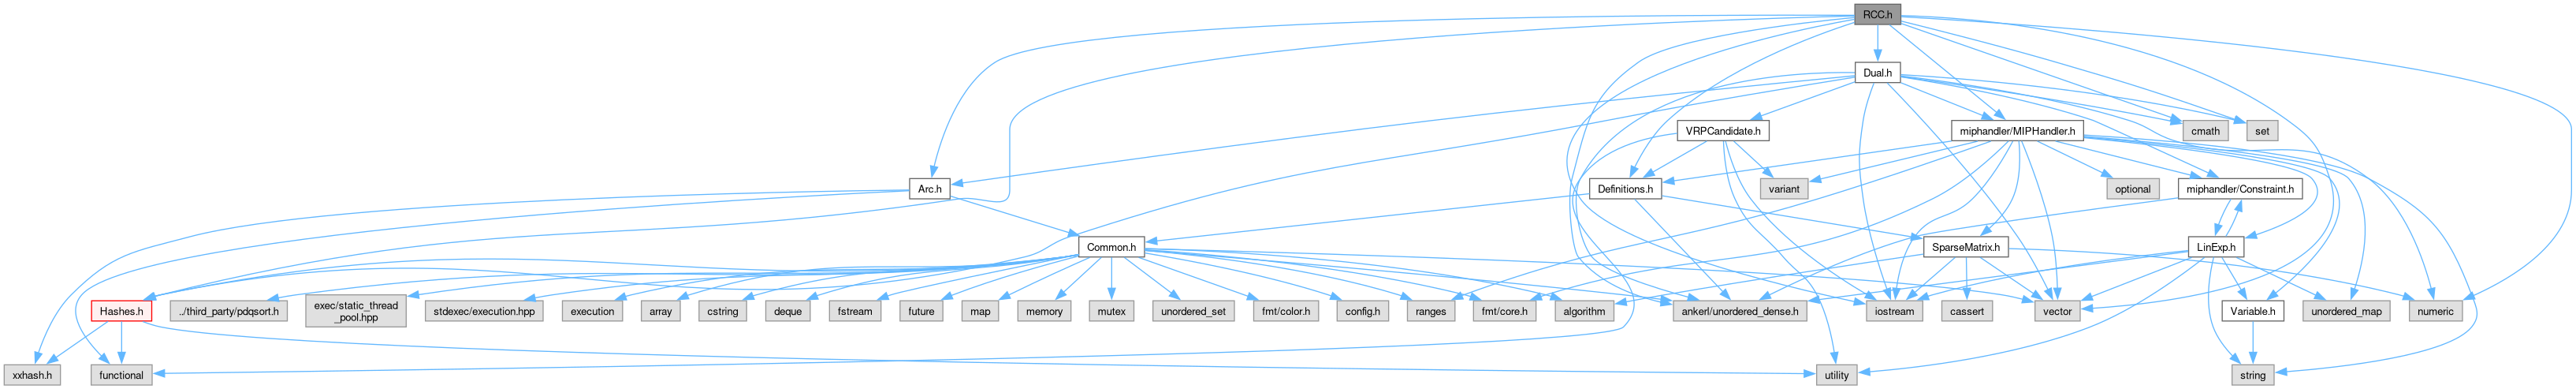 RCC.h
Dual.h
VRPCandidate.h
miphandler/MIPHandler.h
cmath
set
Arc.h
Definitions.h
variant
optional
miphandler/Constraint.h
Common.h
SparseMatrix.h
LinExp.h
Hashes.h
../third_party/pdqsort.h
exec/static_thread
_pool.hpp
stdexec/execution.hpp
execution
array
cstring
deque
fstream
future
map
memory
mutex
unordered_set
fmt/color.h
config.h
ranges
fmt/core.h
algorithm
ankerl/unordered_dense.h
iostream
cassert
vector
Variable.h
unordered_map
numeric
xxhash.h
functional
utility
string